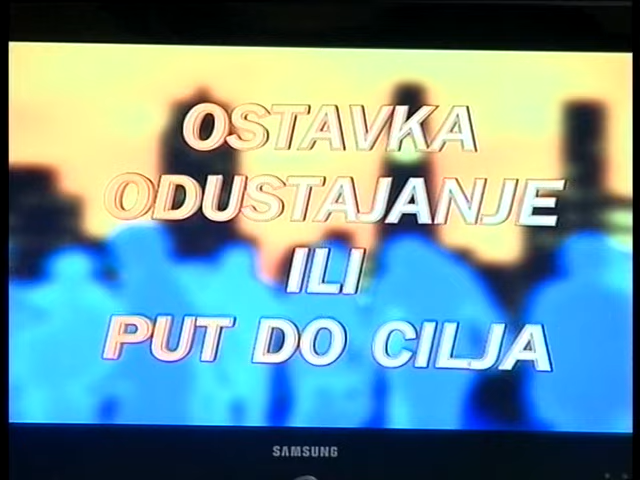 OSTAVKA
ODUSTAJANJE
ILI
PUT DO CILJA
SAMSUNG